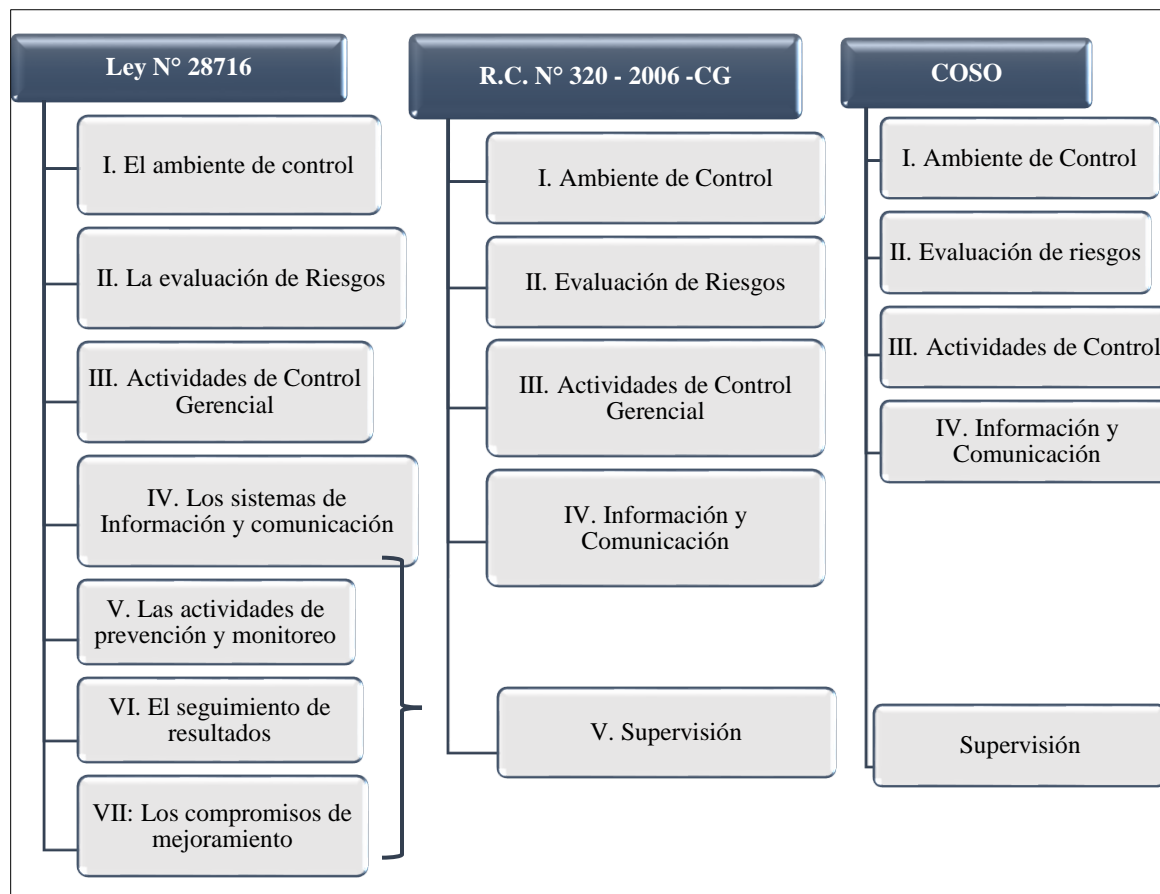 Ley N° 28716
I. El ambiente de control
II. La evaluación de Riesgos
III. Actividades de Control
Gerencial
IV. Los sistemas de
Información y comunicación
V. Las actividades de
prevención y monitoreo
VI. El seguimiento de
resultados
VII: Los compromisos de
mejoramiento
R.C. N° 320 - 2006 -CG
I. Ambiente de Control
II. Evaluación de Riesgos
III. Actividades de Control
Gerencial
IV. Información y
Comunicación
V. Supervisión
COSO
I. Ambiente de Control
II. Evaluación de riesgos
III. Actividades de Control
IV. Información y
Comunicación
Supervisión